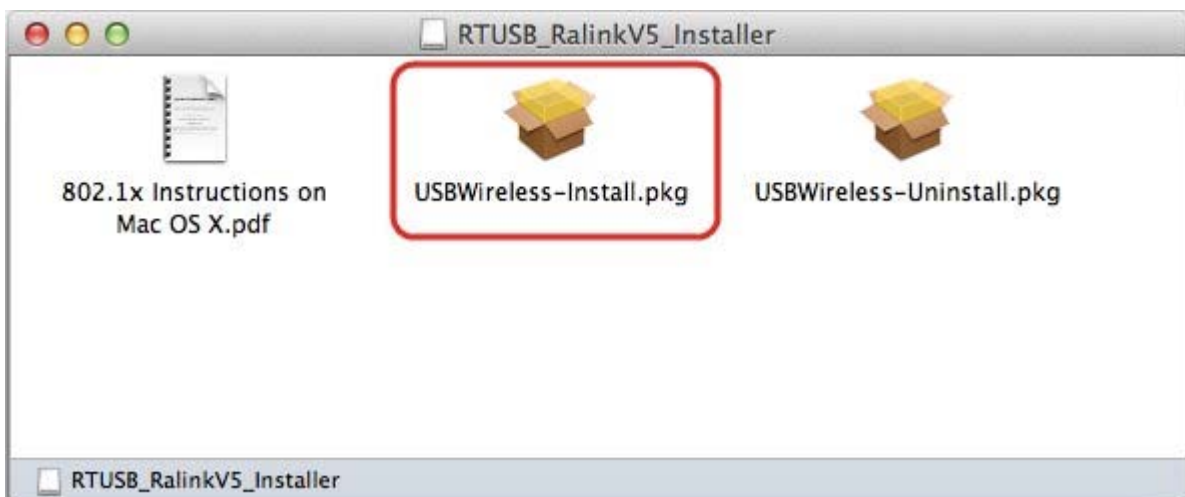 RTUSB_RalinkV5_Installer
802.1x Instructions on
Mac OS X.pdf
USBWireless-Install.pkg
USBWireless-Uninstall.pkg
RTUSB_RalinkV5_Installer